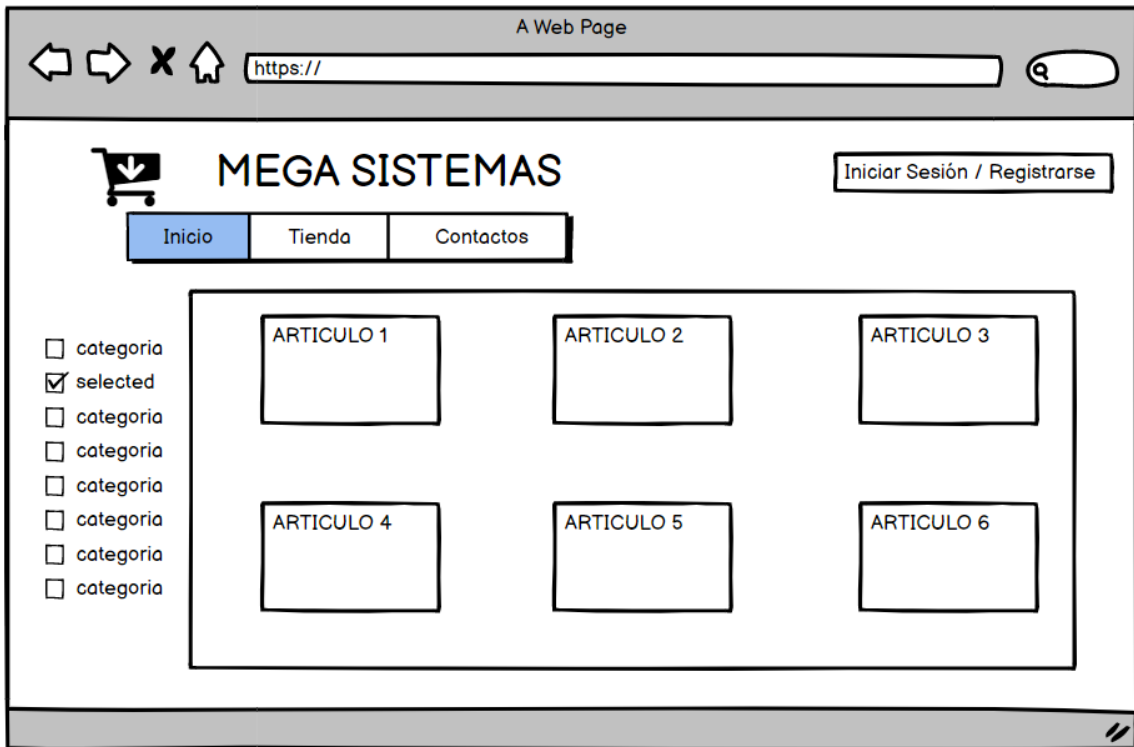 A Web Page
https://
MEGA SISTEMAS
Iniciar Sesión / Registrarse
Inicio Tienda Contactos
categoria
selected
categoria
categoria
categoria
categoria
categoria
categoria
ARTICULO 1 ARTICULO 2 ARTICULO 3
ARTICULO 4 ARTICULO 5 ARTICULO 6